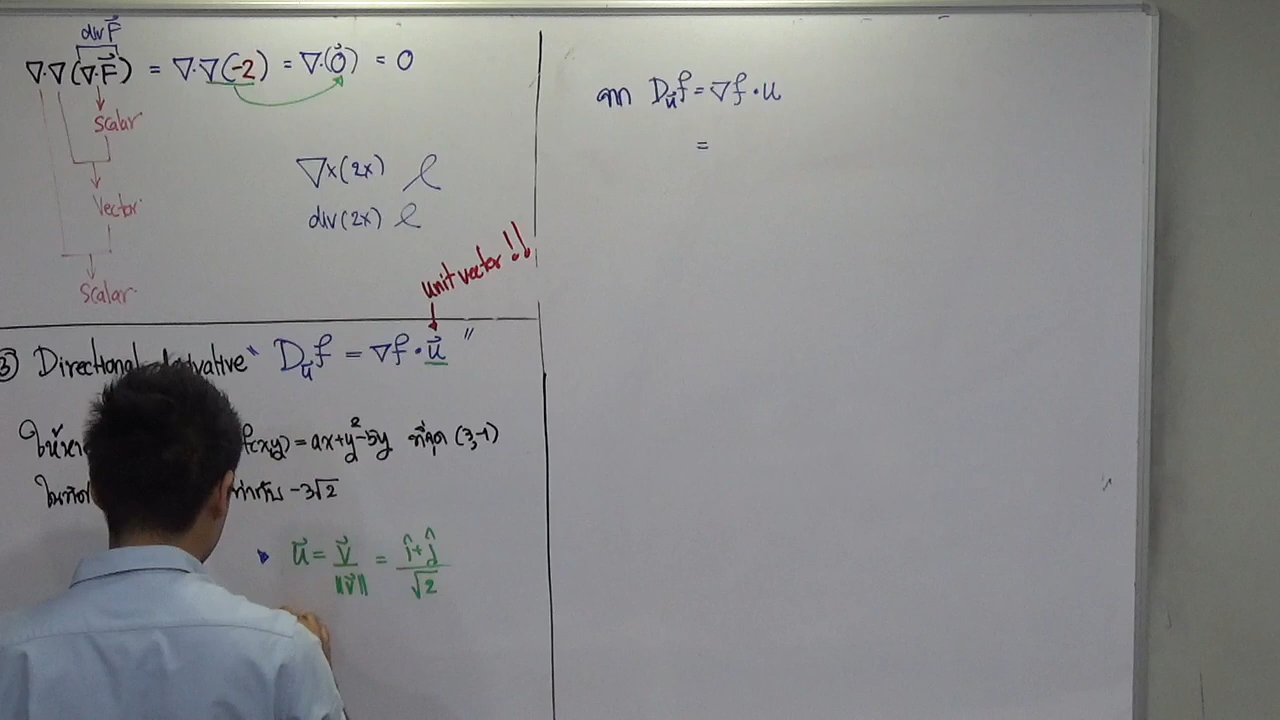 div F⃗
∇·∇(∇·F⃗) = ∇·∇(-2) = ∇·(0⃗) = 0
Scalar
Vector
Scalar
∇×(2x)
div(2x)
unit vector!!
③ Directional derivative " D_u⃗ f = ∇f · u⃗ "
f(x,y) = ax+y²-5y ที่จุด (3,-1)
-3√2
u⃗ = v⃗/||v⃗|| = (î+ĵ)/√2
จาก D_u⃗ f = ∇f · u
=